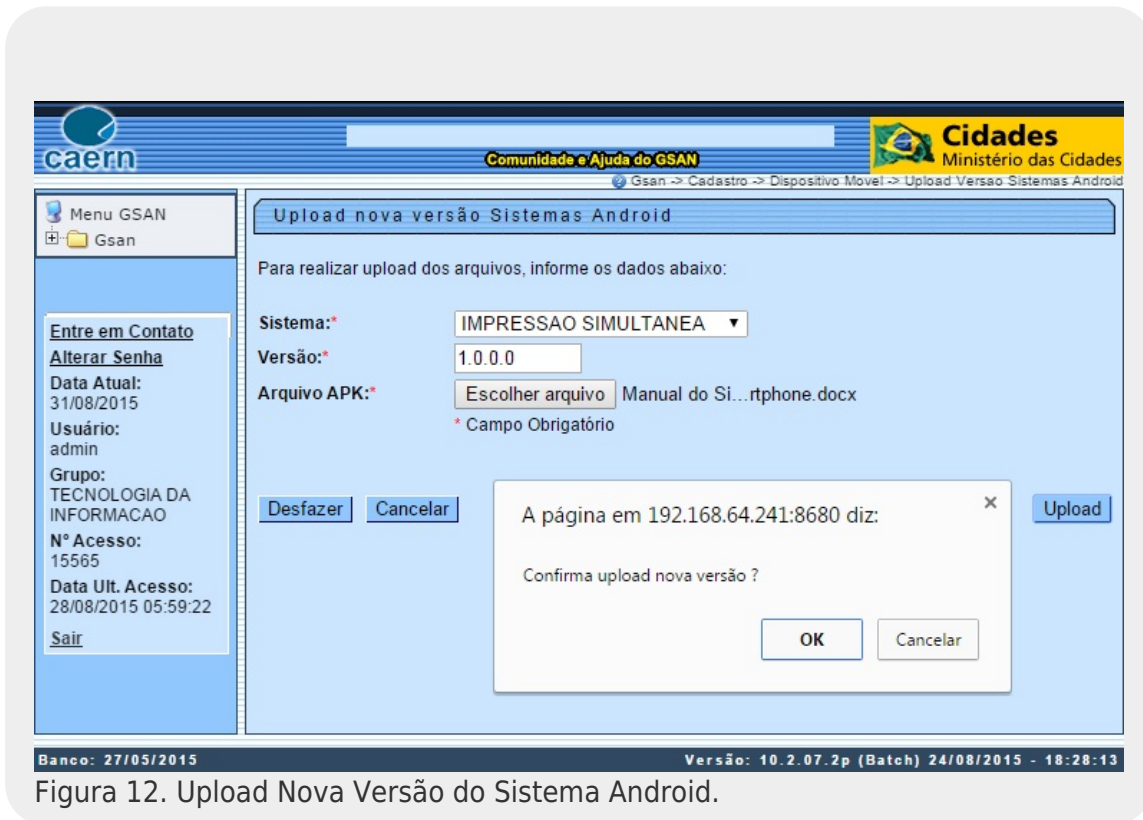 caern
Comunidade e Ajuda do GSAN
Cidades
Ministério das Cidades
Gsan -> Cadastro -> Dispositivo Movel -> Upload Versao Sistemas Android
Menu GSAN
Gsan
Entre em Contato
Alterar Senha
Data Atual:
31/08/2015
Usuário:
admin
Grupo:
TECNOLOGIA DA
INFORMACAO
Nº Acesso:
15565
Data Ult. Acesso:
28/08/2015 05:59:22
Sair
Upload nova versão Sistemas Android
Para realizar upload dos arquivos, informe os dados abaixo:
Sistema:* IMPRESSAO SIMULTANEA
Versão:* 1.0.0.0
Arquivo APK:* Escolher arquivo Manual do Si...rtphone.docx
* Campo Obrigatório
Desfazer Cancelar Upload
A página em 192.168.64.241:8680 diz:
Confirma upload nova versão ?
OK Cancelar
Banco: 27/05/2015 Versão: 10.2.07.2p (Batch) 24/08/2015 - 18:28:13
Figura 12. Upload Nova Versão do Sistema Android.